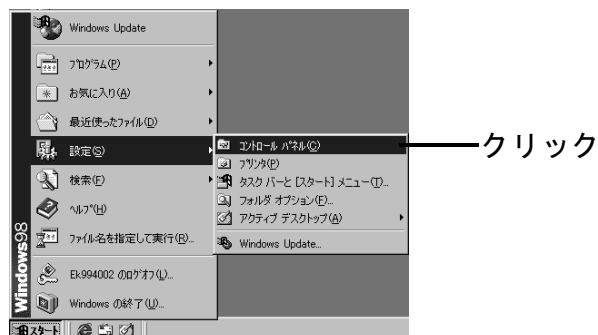 Windows Update
ﾌﾟﾛｸﾞﾗﾑ(P)
お気に入り(A)
最近使ったﾌｧｲﾙ(D)
設定(S)
検索(F)
ﾍﾙﾌﾟ(H)
ﾌｧｲﾙ名を指定して実行(R)...
Ek994002 のﾛｸﾞｵﾌ(L)...
Windows の終了(U)...
Windows98
スタート
コントロール パネル(C)
プリンタ(P)
タスク バーと [スタート] メニュー(T)...
フォルダ オプション(F)...
アクティブ デスクトップ(A)
Windows Update...
クリック